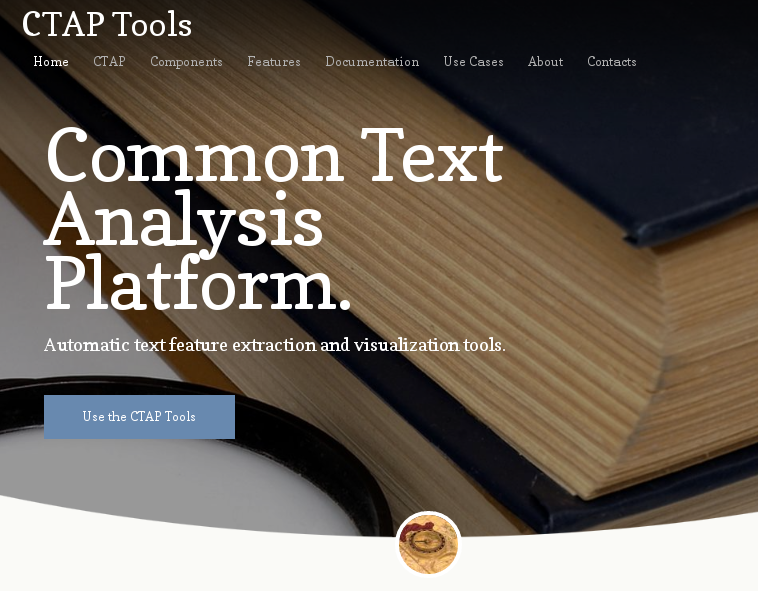 CTAP Tools
Home CTAP Components Features Documentation Use Cases About Contacts
Common Text
Analysis
Platform.
Automatic text feature extraction and visualization tools.
Use the CTAP Tools